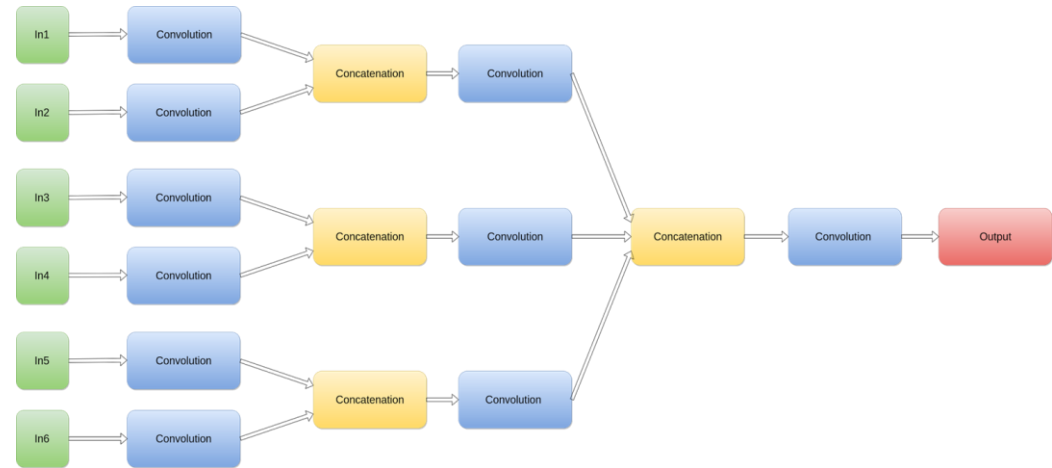 In1
Convolution
In2
Convolution
Concatenation
Convolution
In3
Convolution
In4
Convolution
Concatenation
Convolution
In5
Convolution
In6
Convolution
Concatenation
Convolution
Concatenation
Convolution
Output